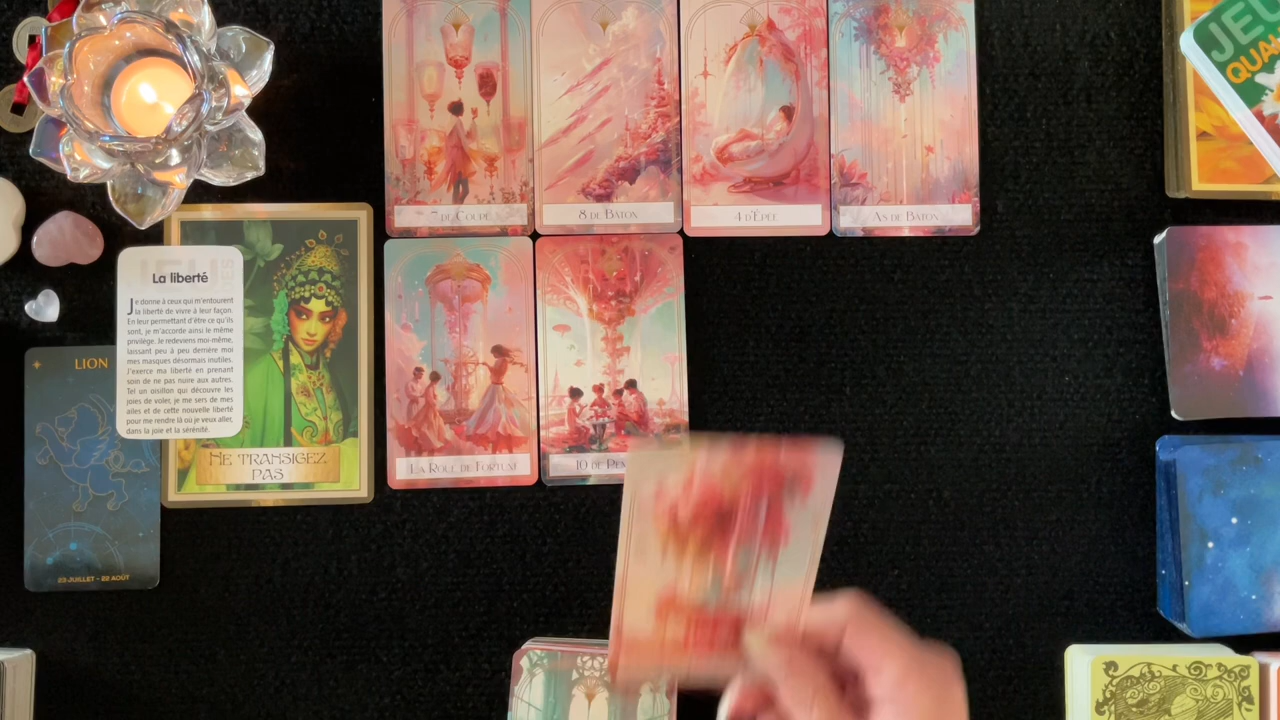 JEU
QUAL
7 DE COUPE
8 DE BÂTON
4 D'ÉPÉE
AS DE BÂTON
La liberté
Je donne à ceux qui m'entourent
la liberté de vivre à leur façon.
En leur permettant d'être ce qu'ils
sont, je m'accorde ainsi le même
privilège. Je redeviens moi-même,
laissant peu à peu derrière moi
mes masques désormais inutiles.
J'exerce ma liberté en prenant
soin de ne pas nuire aux autres.
Tel un oisillon qui découvre les
joies de voler, je me sers de mes
ailes et de cette nouvelle liberté
pour me rendre là où je veux aller,
dans la joie et la sérénité.
LION
NE TRANSIGEZ
PAS
LA ROUE DE FORTUNE
10 DE
23 JUILLET - 22 AOÛT